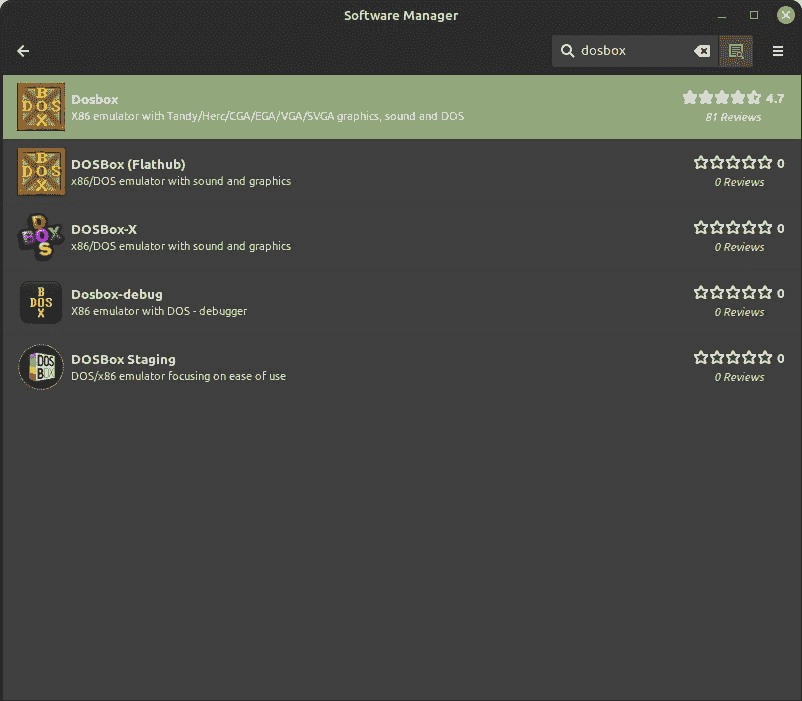 Software Manager
dosbox
Dosbox
X86 emulator with Tandy/Herc/CGA/EGA/VGA/SVGA graphics, sound and DOS
4.7
81 Reviews
DOSBox (Flathub)
x86/DOS emulator with sound and graphics
0
0 Reviews
DOSBox-X
x86/DOS emulator with sound and graphics
0
0 Reviews
Dosbox-debug
X86 emulator with DOS - debugger
0
0 Reviews
DOSBox Staging
DOS/x86 emulator focusing on ease of use
0
0 Reviews